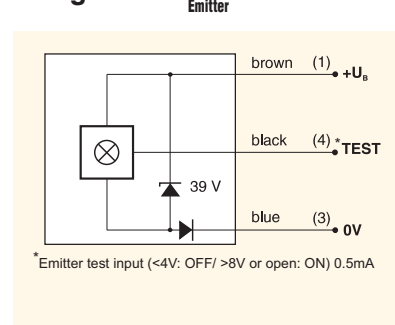 Emitter
brown (1) +U_B
black (4) *TEST
39 V
blue (3) 0V
*Emitter test input (<4V: OFF/ >8V or open: ON) 0.5mA